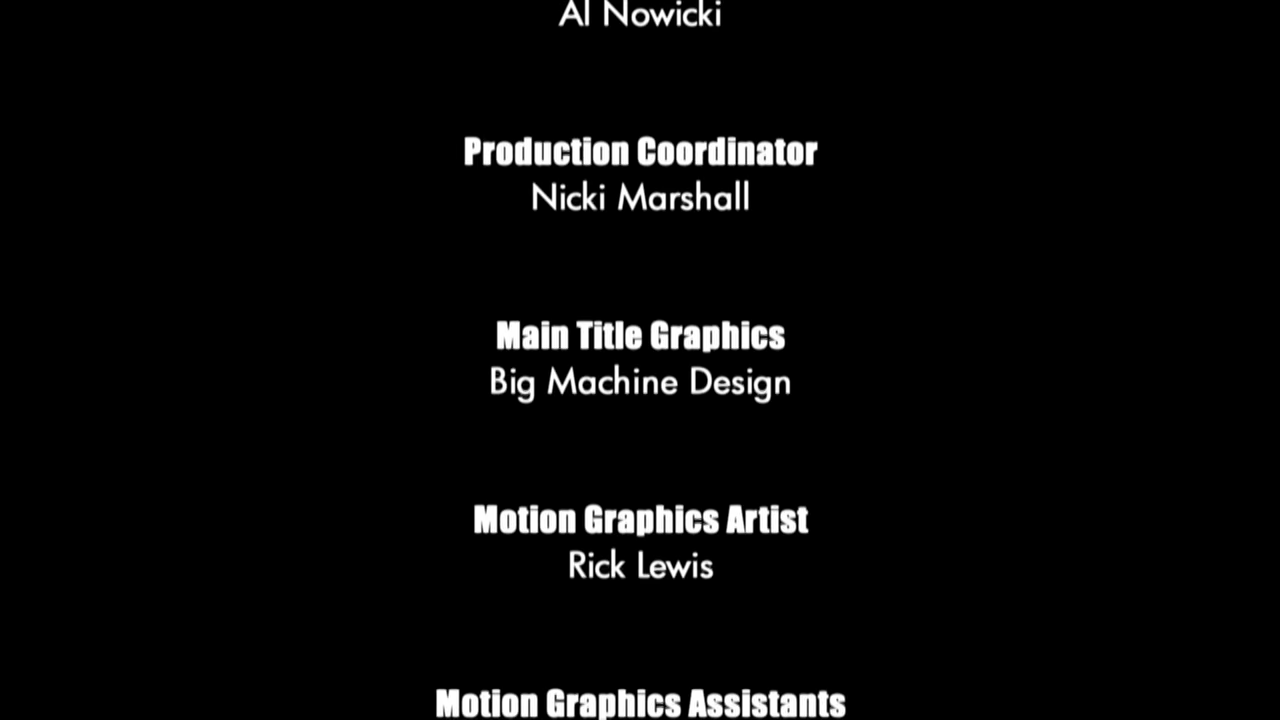 Al Nowicki
Production Coordinator
Nicki Marshall
Main Title Graphics
Big Machine Design
Motion Graphics Artist
Rick Lewis
Motion Graphics Assistants